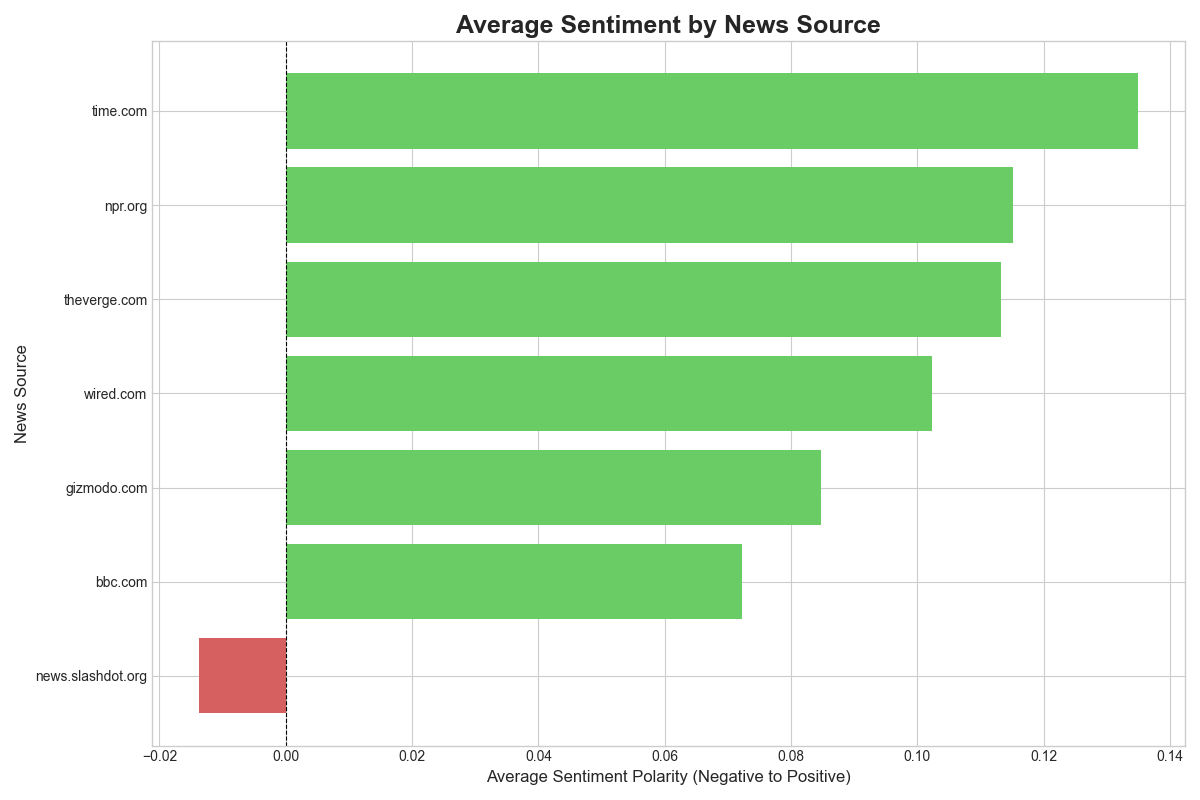 Average Sentiment by News Source
time.com
npr.org
theverge.com
wired.com
gizmodo.com
bbc.com
news.slashdot.org
News Source
−0.02 0.00 0.02 0.04 0.06 0.08 0.10 0.12 0.14
Average Sentiment Polarity (Negative to Positive)